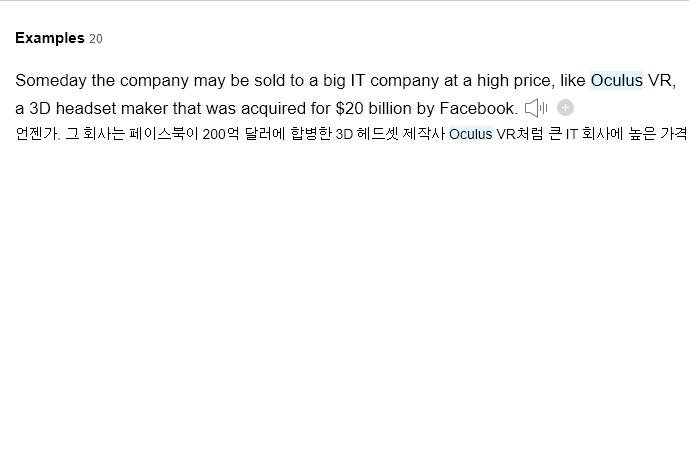 Examples 20
Someday the company may be sold to a big IT company at a high price, like Oculus VR,
a 3D headset maker that was acquired for $20 billion by Facebook.
언젠가. 그 회사는 페이스북이 200억 달러에 합병한 3D 헤드셋 제작사 Oculus VR처럼 큰 IT 회사에 높은 가격